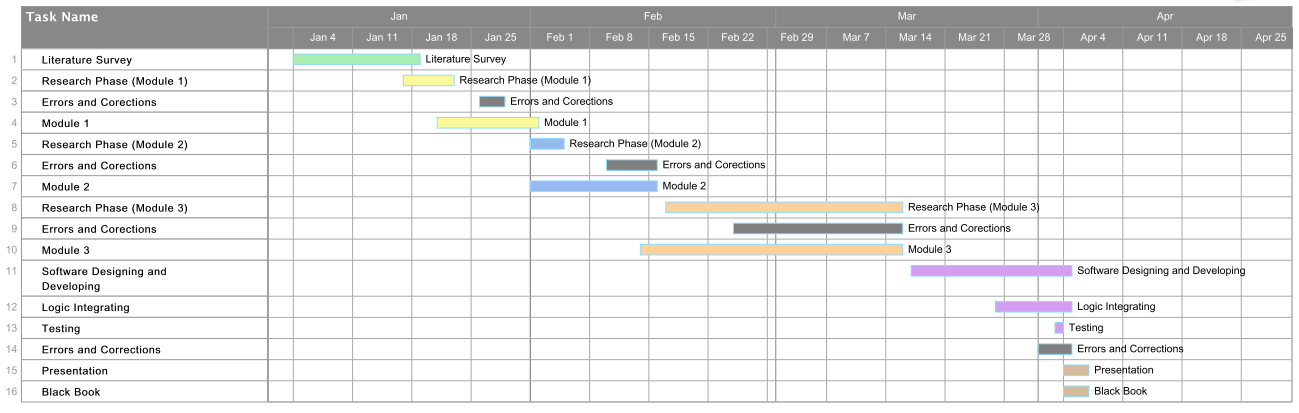 Task Name
Jan Feb Mar Apr
Jan 4 Jan 11 Jan 18 Jan 25 Feb 1 Feb 8 Feb 15 Feb 22 Feb 29 Mar 7 Mar 14 Mar 21 Mar 28 Apr 4 Apr 11 Apr 18 Apr 25
1 Literature Survey Literature Survey
2 Research Phase (Module 1) Research Phase (Module 1)
3 Errors and Corections Errors and Corections
4 Module 1 Module 1
5 Research Phase (Module 2) Research Phase (Module 2)
6 Errors and Corections Errors and Corections
7 Module 2 Module 2
8 Research Phase (Module 3) Research Phase (Module 3)
9 Errors and Corections Errors and Corections
10 Module 3 Module 3
11 Software Designing and Software Designing and Developing
Developing
12 Logic Integrating Logic Integrating
13 Testing Testing
14 Errors and Corrections Errors and Corrections
15 Presentation Presentation
16 Black Book Black Book